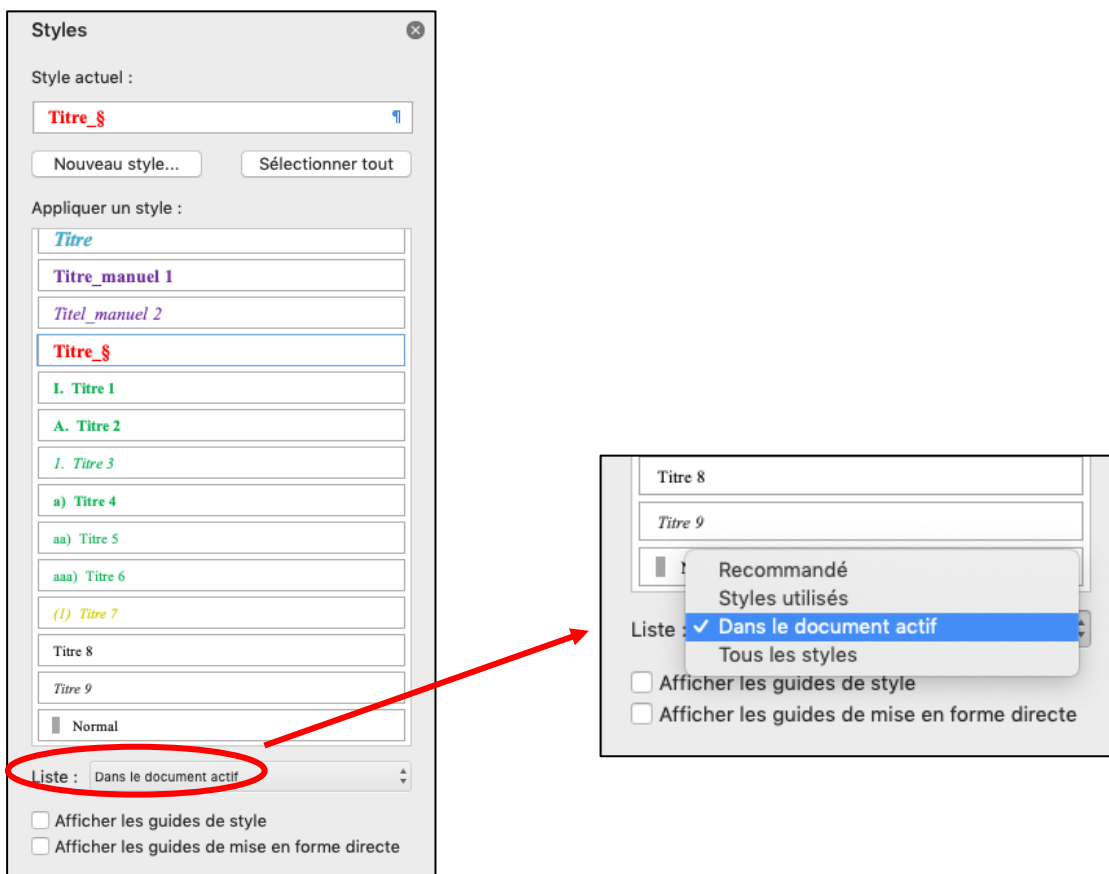 Styles
Style actuel :
Titre_§ ¶
Nouveau style... Sélectionner tout
Appliquer un style :
Titre
Titre_manuel 1
Titel_manuel 2
Titre_§
I. Titre 1
A. Titre 2
1. Titre 3
a) Titre 4
aa) Titre 5
aaa) Titre 6
(1) Titre 7
Titre 8
Titre 9
Normal
Liste : Dans le document actif
Afficher les guides de style
Afficher les guides de mise en forme directe
Titre 8
Titre 9
Recommandé
Styles utilisés
Liste : ✓ Dans le document actif
Tous les styles
Afficher les guides de style
Afficher les guides de mise en forme directe